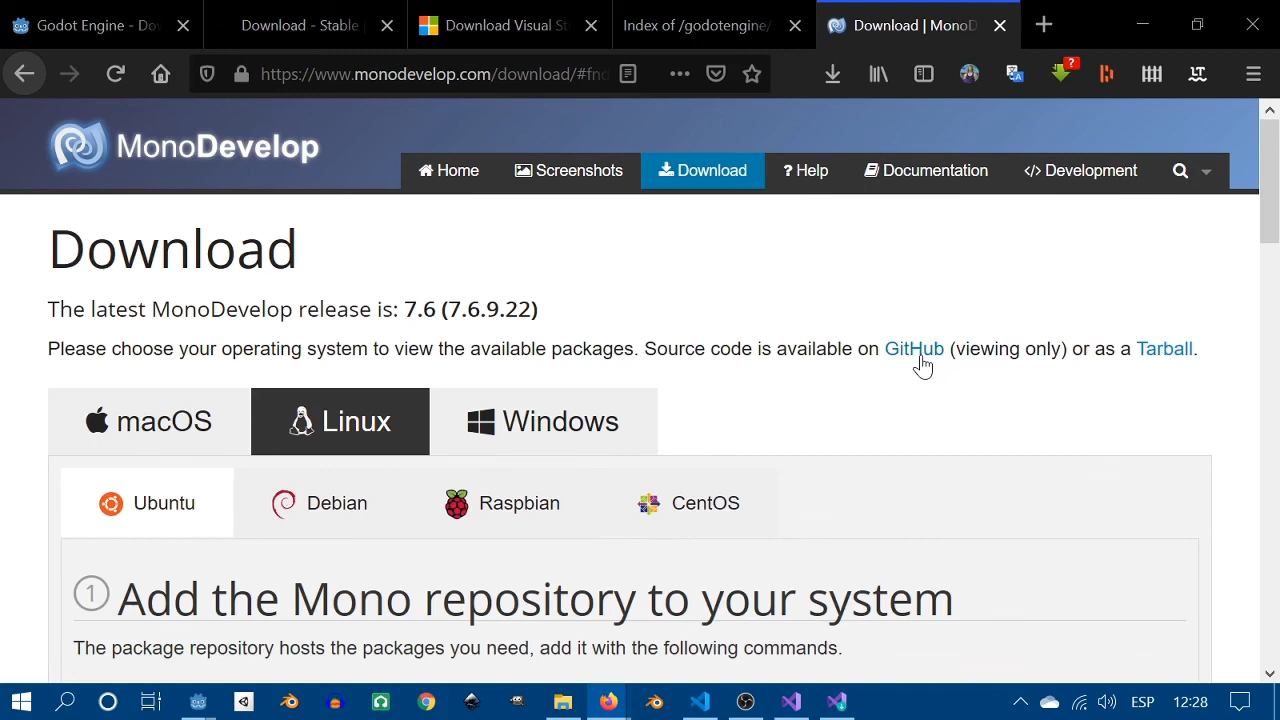 Godot Engine - Do
Download - Stable
Download Visual St
Index of /godotengine/
Download | MonoD
https://www.monodevelop.com/download/#fnd
?
MonoDevelop
Home
Screenshots
Download
? Help
Documentation
</> Development
Download
The latest MonoDevelop release is: 7.6 (7.6.9.22)
Please choose your operating system to view the available packages. Source code is available on GitHub (viewing only) or as a Tarball.
macOS
Linux
Windows
Ubuntu
Debian
Raspbian
CentOS
1 Add the Mono repository to your system
The package repository hosts the packages you need, add it with the following commands.
ESP
12:28